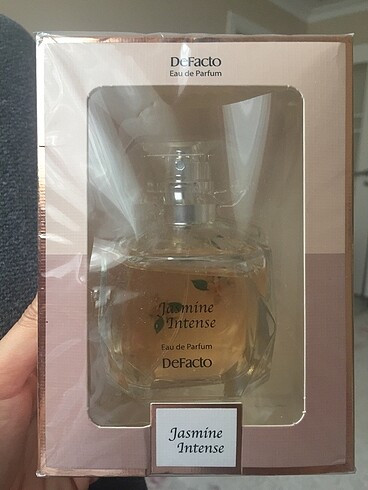 DeFacto
Eau de Parfum
Jasmine
Intense
Eau de Parfum
DeFacto
Jasmine
Intense